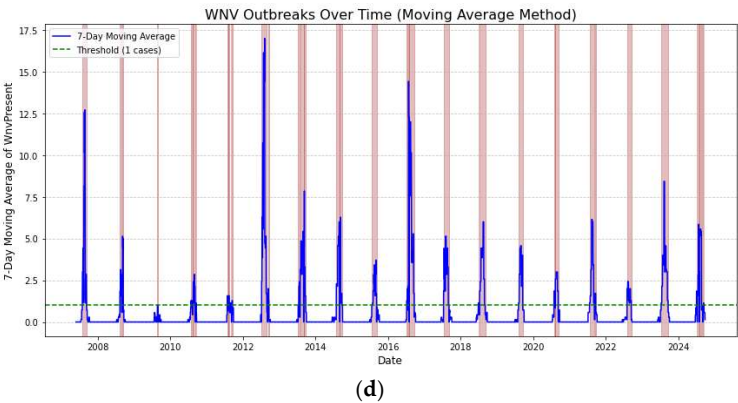 WNV Outbreaks Over Time (Moving Average Method)
7-Day Moving Average
Threshold (1 cases)
7-Day Moving Average of WnvPresent
17.5
15.0
12.5
10.0
7.5
5.0
2.5
0.0
2008 2010 2012 2014 2016 2018 2020 2022 2024
Date
(d)